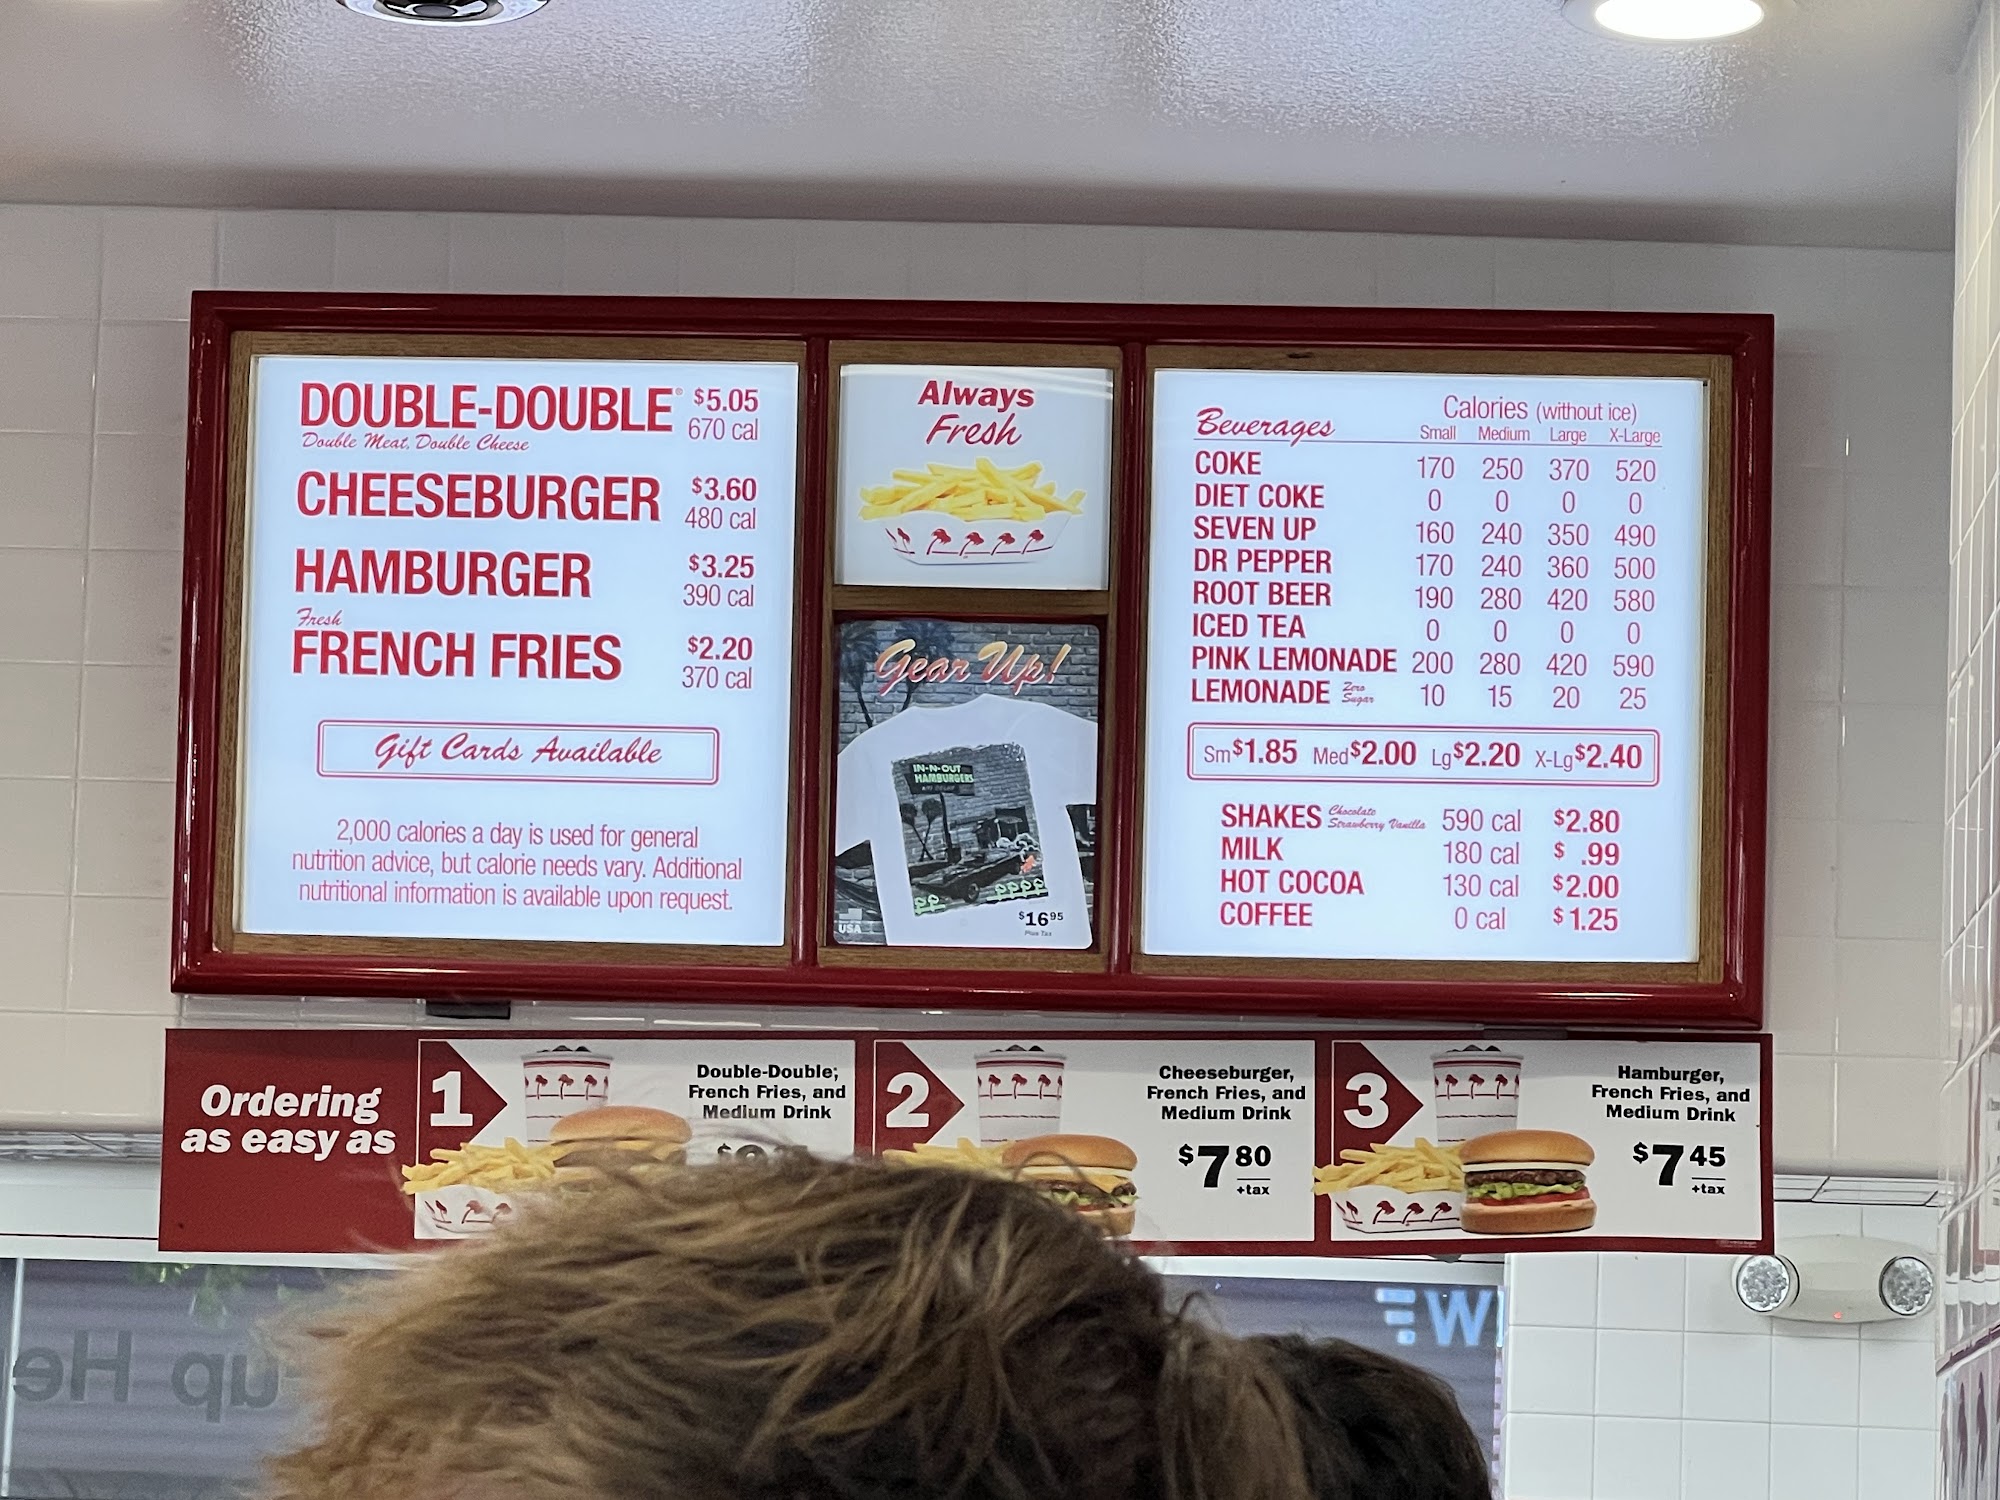 DOUBLE-DOUBLE® $5.05
Double Meat, Double Cheese 670 cal
CHEESEBURGER $3.60
480 cal
HAMBURGER $3.25
390 cal
Fresh
FRENCH FRIES $2.20
370 cal
Gift Cards Available
2,000 calories a day is used for general
nutrition advice, but calorie needs vary. Additional
nutritional information is available upon request.
Always
Fresh
Gear Up!
IN-N-OUT
HAMBURGERS
USA
$16.95
Plus Tax
Beverages Calories (without ice)
Small Medium Large X-Large
COKE 170 250 370 520
DIET COKE 0 0 0 0
SEVEN UP 160 240 350 490
DR PEPPER 170 240 360 500
ROOT BEER 190 280 420 580
ICED TEA 0 0 0 0
PINK LEMONADE 200 280 420 590
LEMONADE Zero Sugar 10 15 20 25
Sm $1.85 Med $2.00 Lg $2.20 X-Lg $2.40
SHAKES Chocolate Strawberry Vanilla 590 cal $2.80
MILK 180 cal $ .99
HOT COCOA 130 cal $2.00
COFFEE 0 cal $1.25
Ordering
as easy as
1
Double-Double,
French Fries, and
Medium Drink
2
Cheeseburger,
French Fries, and
Medium Drink
$7 80
+tax
3
Hamburger,
French Fries, and
Medium Drink
$7 45
+tax